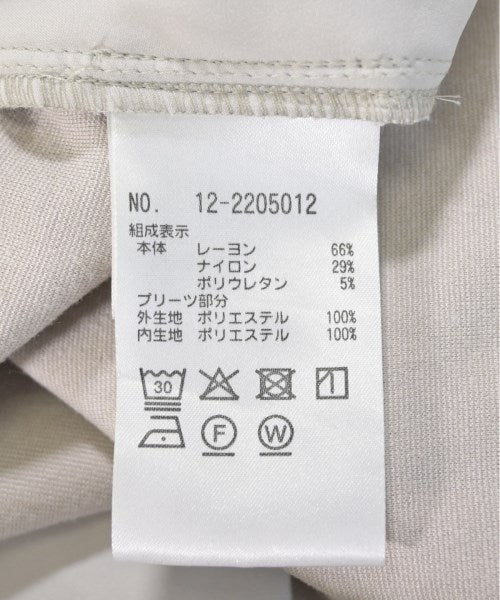 NO. 12-2205012
組成表示
本体 レーヨン 66%
ナイロン 29%
ポリウレタン 5%
プリーツ部分
外生地 ポリエステル 100%
内生地 ポリエステル 100%
30
F W